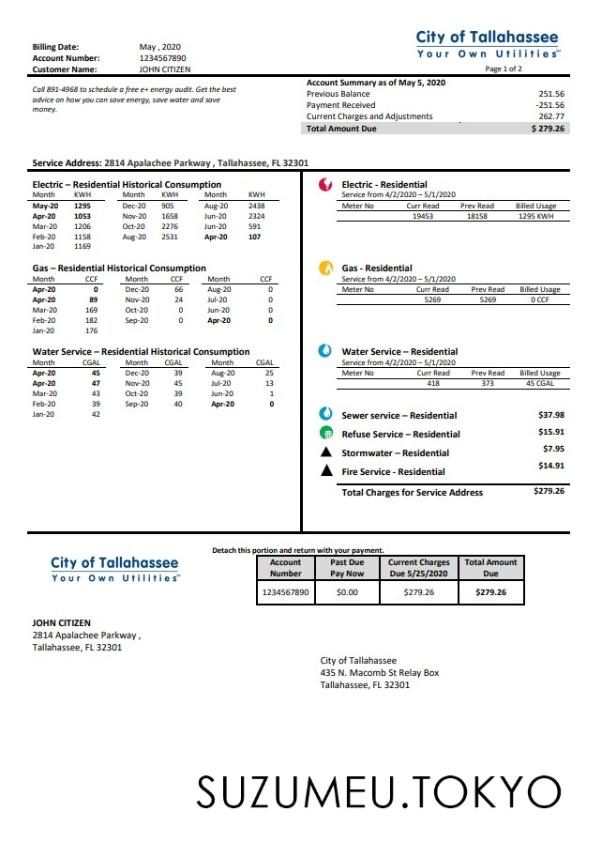 City of Tallahassee
Your Own Utilities℠
Page 1 of 2
Billing Date: May , 2020
Account Number: 1234567890
Customer Name: JOHN CITIZEN
Call 891-4968 to schedule a free e+ energy audit. Get the best
advice on how you can save energy, save water and save
money.
Account Summary as of May 5, 2020
Previous Balance 251.56
Payment Received -251.56
Current Charges and Adjustments 262.77
Total Amount Due $ 279.26
Service Address: 2814 Apalachee Parkway , Tallahassee, FL 32301
Electric – Residential Historical Consumption
Month KWH Month KWH Month KWH
May-20 1295 Dec-20 905 Aug-20 2438
Apr-20 1053 Nov-20 1658 Jun-20 2324
Mar-20 1206 Oct-20 2276 Jun-20 591
Feb-20 1158 Aug-20 2531 Apr-20 107
Jan-20 1169
Gas – Residential Historical Consumption
Month CCF Month CCF Month CCF
Apr-20 0 Dec-20 66 Aug-20 0
Apr-20 89 Nov-20 24 Jul-20 0
Mar-20 169 Oct-20 0 Jun-20 0
Feb-20 182 Sep-20 0 Apr-20 0
Jan-20 176
Water Service – Residential Historical Consumption
Month CGAL Month CGAL Month CGAL
Apr-20 45 Dec-20 39 Aug-20 25
Apr-20 47 Nov-20 45 Jul-20 13
Mar-20 43 Oct-20 39 Jun-20 1
Feb-20 39 Sep-20 40 Apr-20 0
Jan-20 42
Electric - Residential
Service from 4/2/2020 – 5/1/2020
Meter No Curr Read Prev Read Billed Usage
19453 18158 1295 KWH
Gas - Residential
Service from 4/2/2020 – 5/1/2020
Meter No Curr Read Prev Read Billed Usage
5269 5269 0 CCF
Water Service – Residential
Service from 4/2/2020 – 5/1/2020
Meter No Curr Read Prev Read Billed Usage
418 373 45 CGAL
Sewer service – Residential $37.98
Refuse Service – Residential $15.91
Stormwater – Residential $7.95
Fire Service - Residential $14.91
Total Charges for Service Address $279.26
Detach this portion and return with your payment.
City of Tallahassee
Your Own Utilities℠
Account Past Due Current Charges Total Amount
Number Pay Now Due 5/25/2020 Due
1234567890 $0.00 $279.26 $279.26
JOHN CITIZEN
2814 Apalachee Parkway ,
Tallahassee, FL 32301
City of Tallahassee
435 N. Macomb St Relay Box
Tallahassee, FL 32301
SUZUMEU.TOKYO